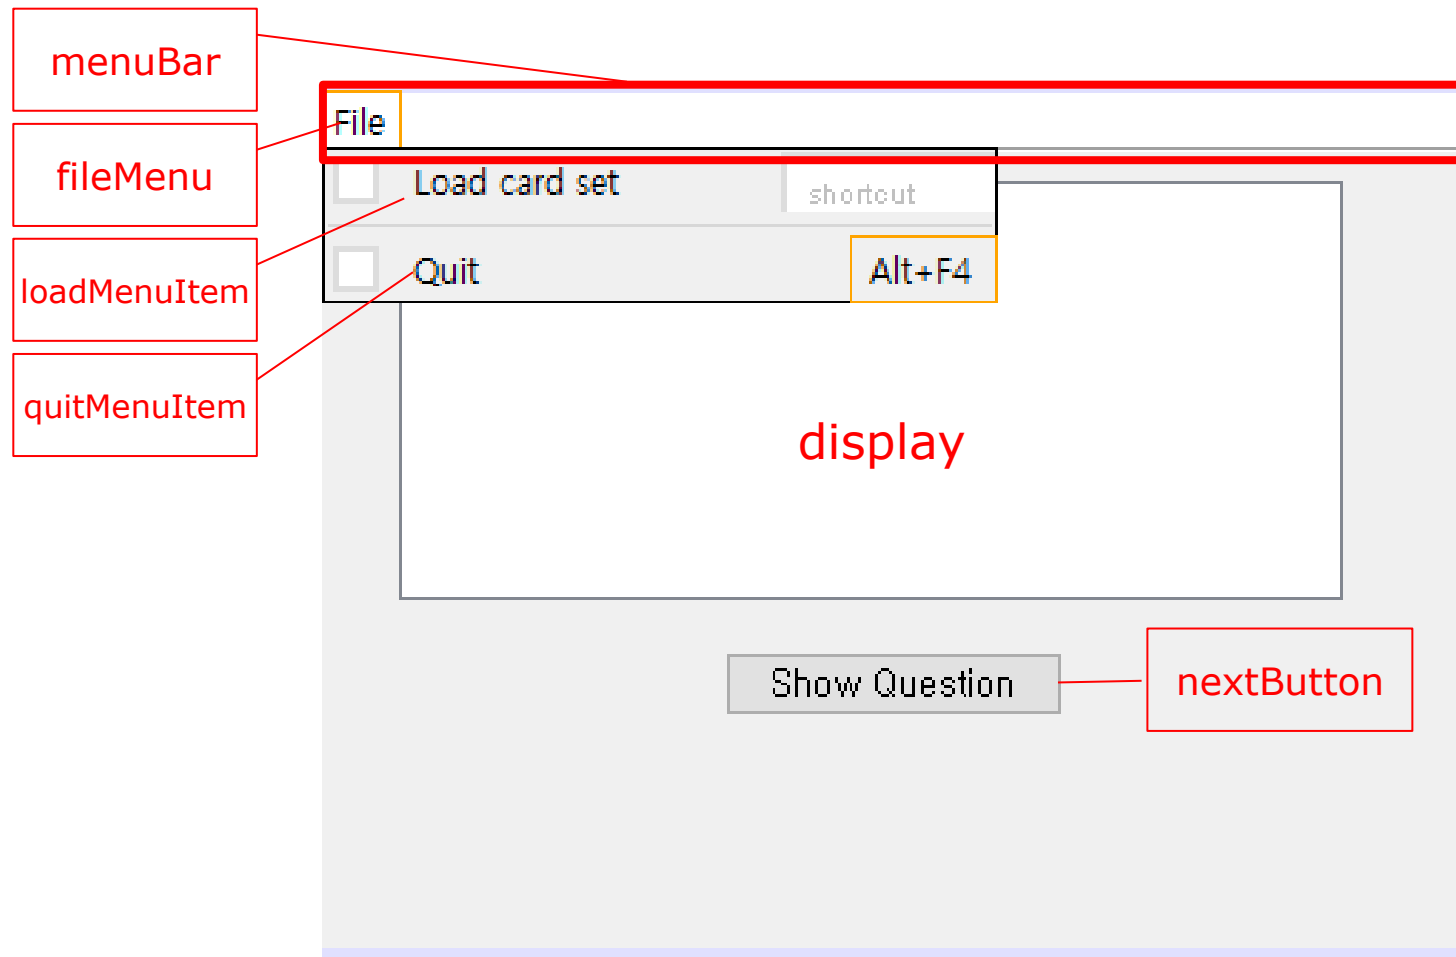 menuBar
File
fileMenu
Load card set
shortcut
loadMenuItem
Quit
Alt+F4
quitMenuItem
display
Show Question
nextButton